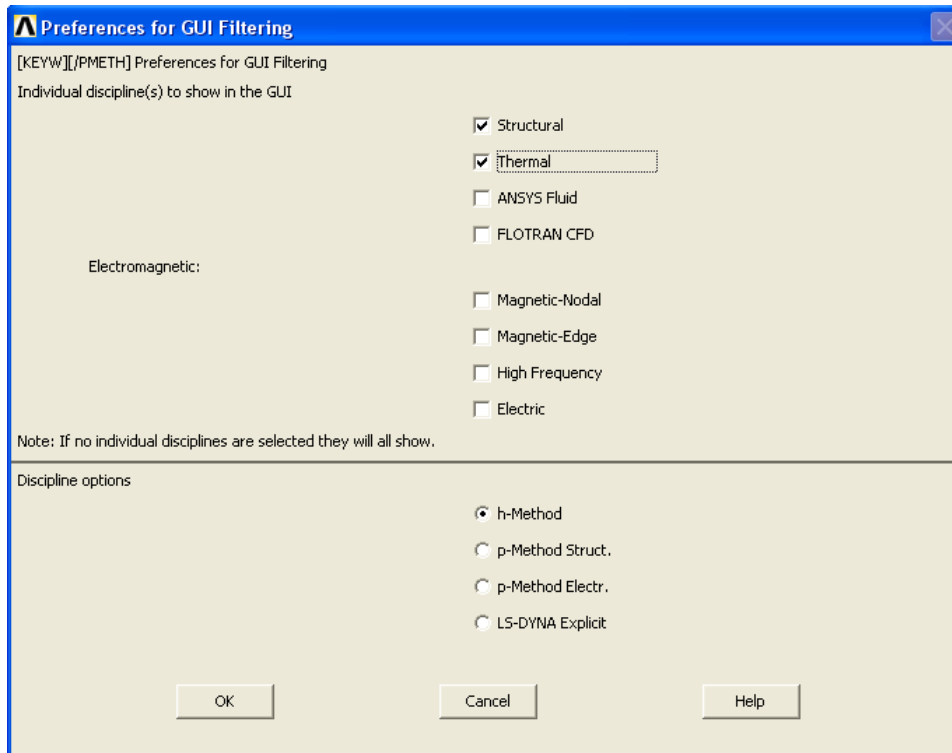 Preferences for GUI Filtering
[KEYW][/PMETH] Preferences for GUI Filtering
Individual discipline(s) to show in the GUI
Structural
Thermal
ANSYS Fluid
FLOTRAN CFD
Electromagnetic:
Magnetic-Nodal
Magnetic-Edge
High Frequency
Electric
Note: If no individual disciplines are selected they will all show.
Discipline options
h-Method
p-Method Struct.
p-Method Electr.
LS-DYNA Explicit
OK Cancel Help